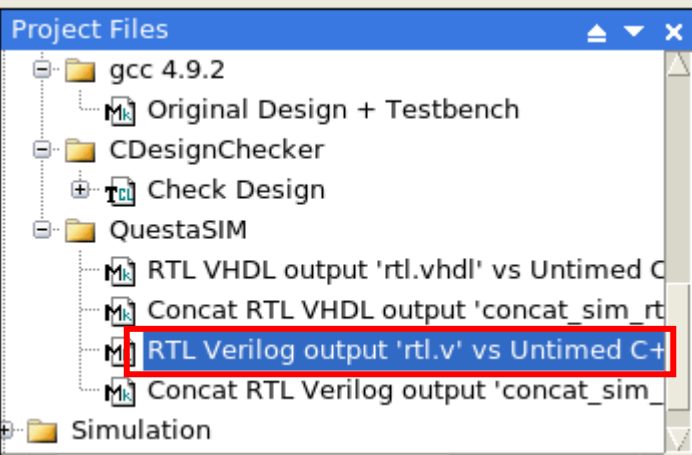 Project Files
gcc 4.9.2
Original Design + Testbench
CDesignChecker
Check Design
QuestaSIM
RTL VHDL output 'rtl.vhdl' vs Untimed C
Concat RTL VHDL output 'concat_sim_rt
RTL Verilog output 'rtl.v' vs Untimed C+
Concat RTL Verilog output 'concat_sim_
Simulation